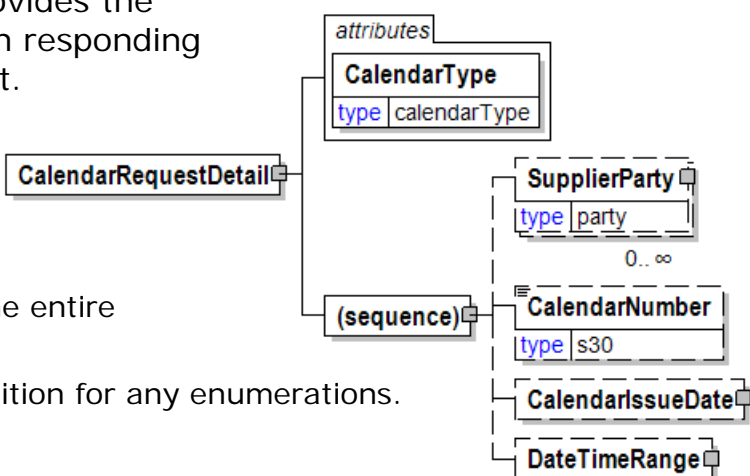 ovides the
n responding
t.
attributes
CalendarType
type calendarType
CalendarRequestDetail
SupplierParty
type party
0.. ∞
e entire
(sequence)
CalendarNumber
type s30
ition for any enumerations.
CalendarIssueDate
DateTimeRange